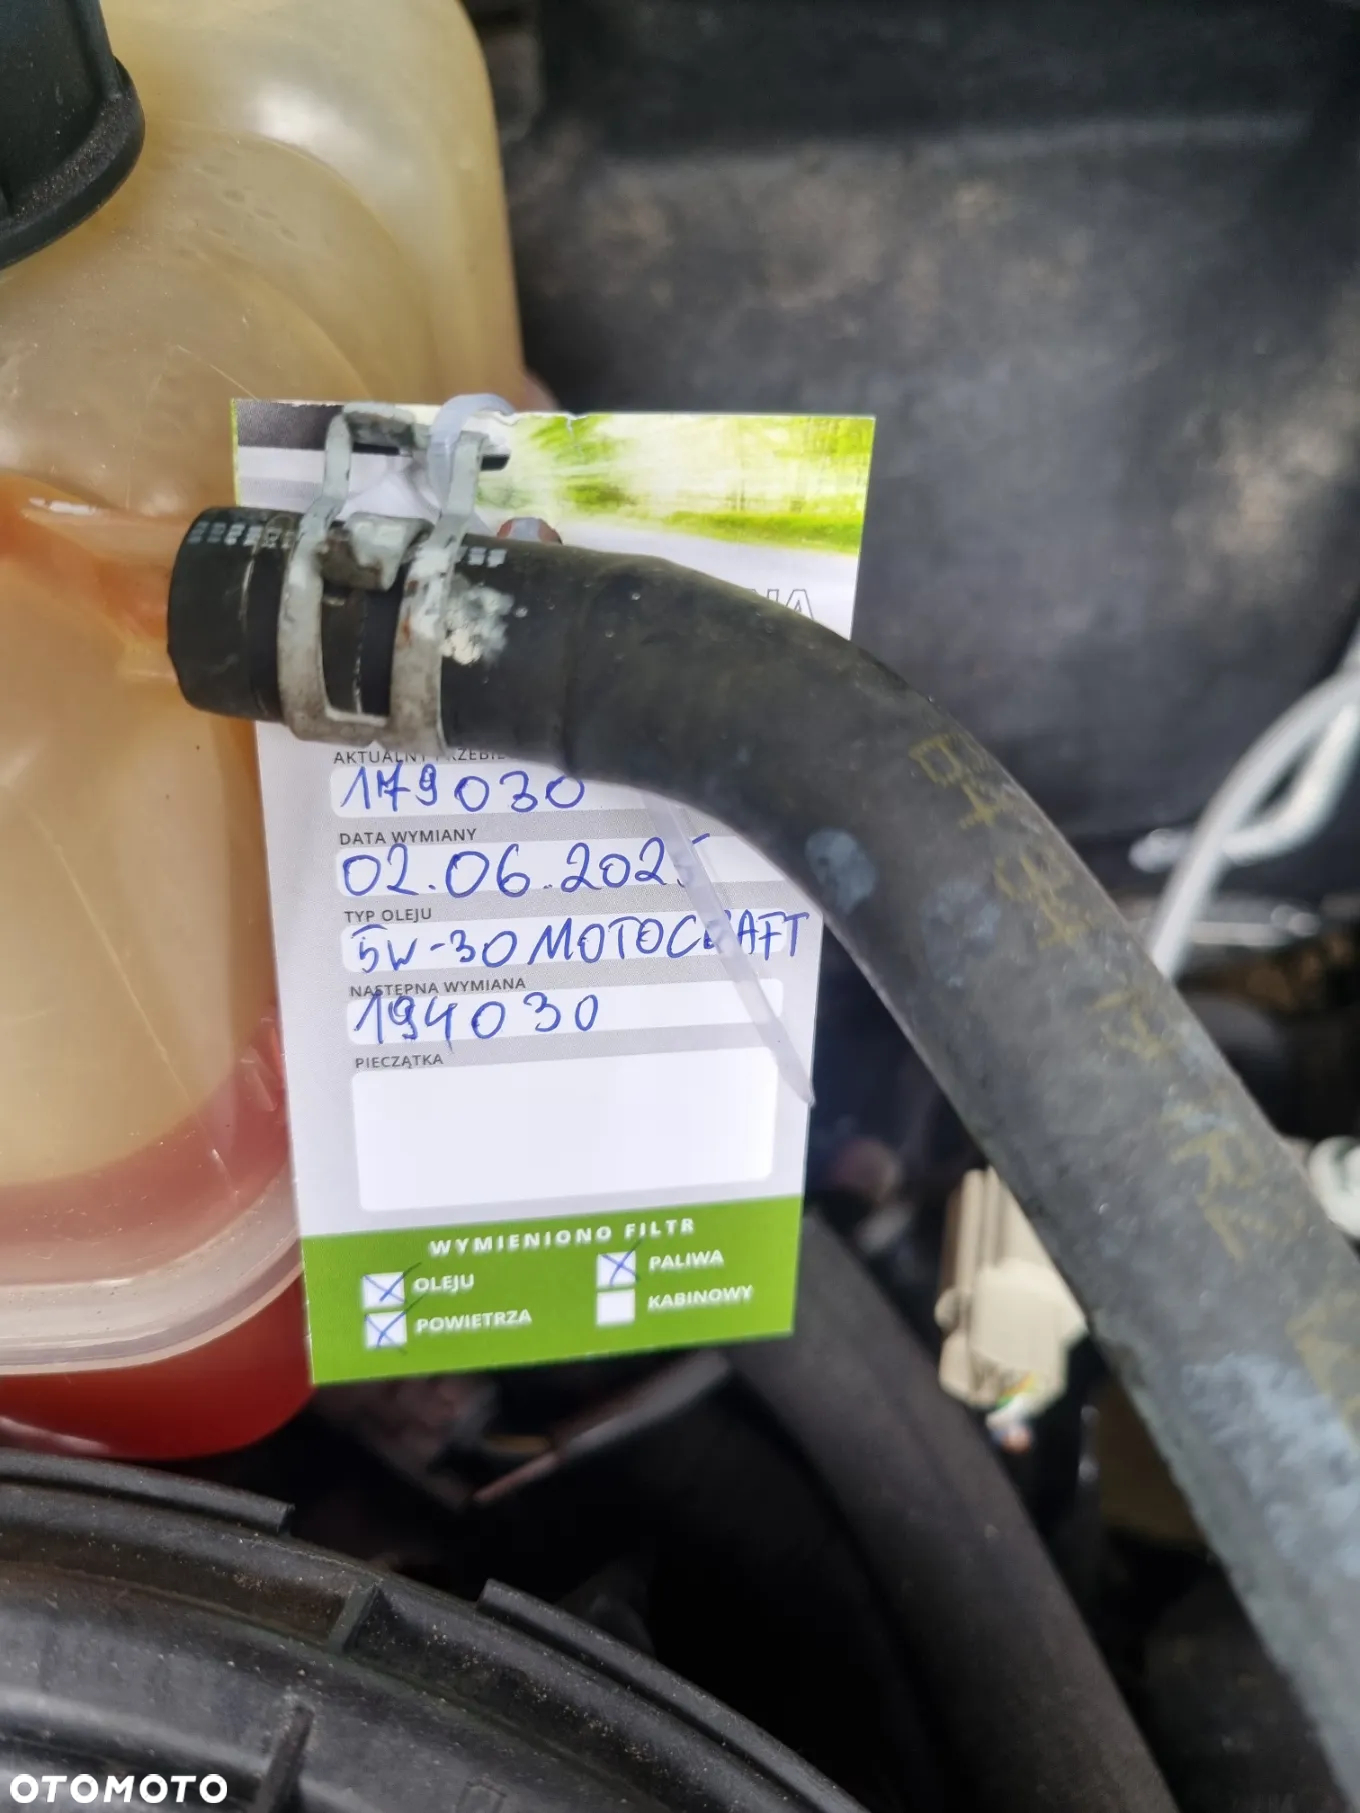 AKTUALNY PRZEBIE
179030
DATA WYMIANY
02.06.2025
TYP OLEJU
5W-30 MOTOCRAFT
NASTĘPNA WYMIANA
194030
PIECZĄTKA
WYMIENIONO FILTR
OLEJU
PALIWA
POWIETRZA
KABINOWY
OTOMOTO